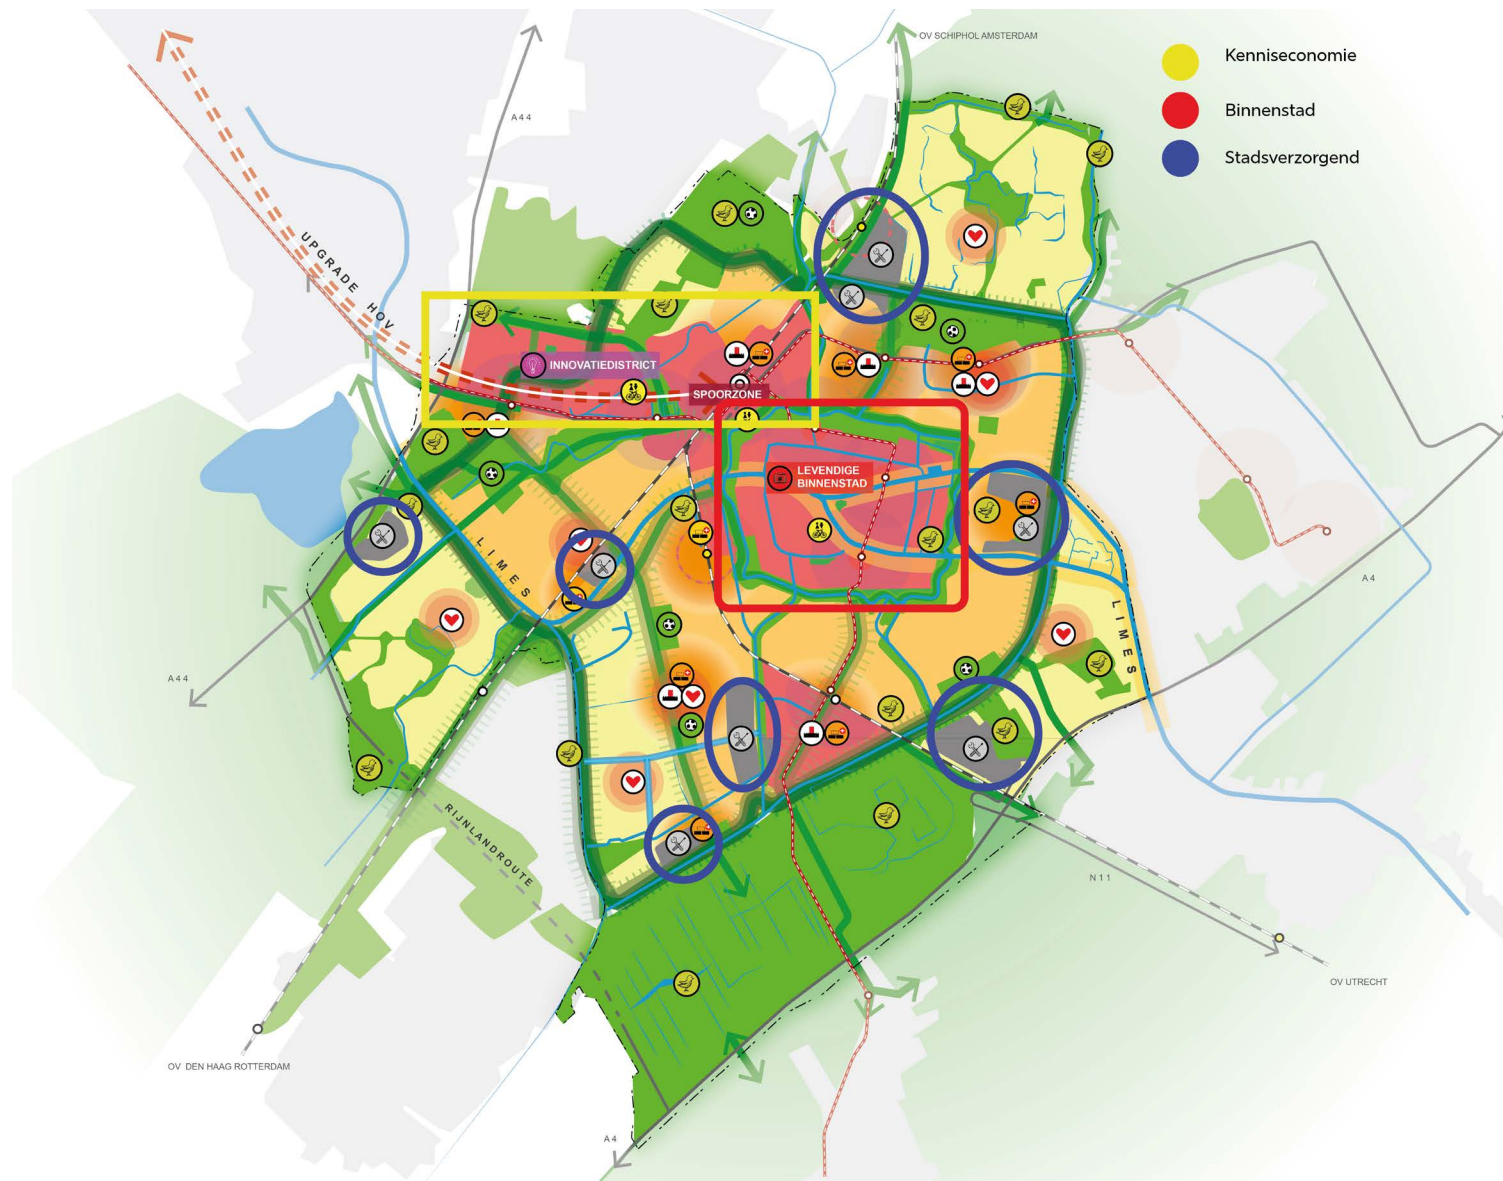 OV SCHIPHOL AMSTERDAM
Kenniseconomie
Binnenstad
Stadsverzorgend
A44
UPGRADE HOV
INNOVATIEDISTRICT
SPOORZONE
LEVENDIGE
BINNENSTAD
LIMES
A4
LIMES
A44
RIJNLANDROUTE
N11
OV UTRECHT
OV DEN HAAG ROTTERDAM
A4